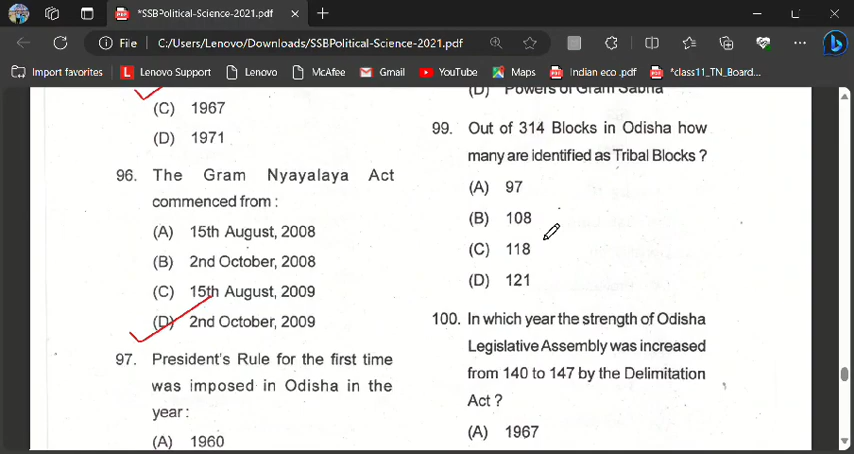 *SSBPolitical-Science-2021.pdf
File C:/Users/Lenovo/Downloads/SSBPolitical-Science-2021.pdf
Import favorites Lenovo Support Lenovo McAfee Gmail YouTube Maps Indian eco .pdf *class11_TN_Board...
(C) 1967
(D) 1971
96. The Gram Nyayalaya Act
commenced from :
(A) 15th August, 2008
(B) 2nd October, 2008
(C) 15th August, 2009
(D) 2nd October, 2009
97. President's Rule for the first time
was imposed in Odisha in the
year :
(A) 1960
(D) Powers of Gram Sabha
99. Out of 314 Blocks in Odisha how
many are identified as Tribal Blocks ?
(A) 97
(B) 108
(C) 118
(D) 121
100. In which year the strength of Odisha
Legislative Assembly was increased
from 140 to 147 by the Delimitation
Act ?
(A) 1967